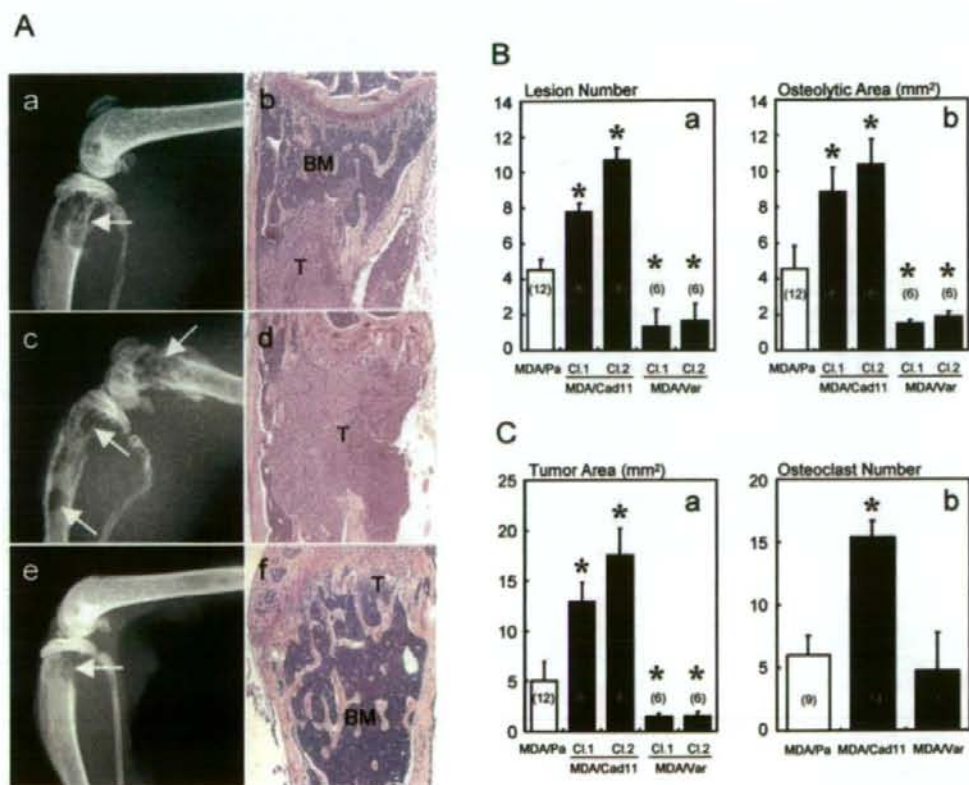 A
a
b
BM
T
c
d
T
e
f
T
BM
B
Lesion Number
a
14
12
10
8
6
4
2
0
(12)
(6)
(6)
* * * *
MDA/Pa Cl.1 Cl.2 Cl.1 Cl.2
MDA/Cad11 MDA/Var
Osteolytic Area (mm²)
b
14
12
10
8
6
4
2
0
(12)
(6)
(6)
* * * *
MDA/Pa Cl.1 Cl.2 Cl.1 Cl.2
MDA/Cad11 MDA/Var
C
Tumor Area (mm²)
a
25
20
15
10
5
0
(12)
(6)
(6)
* * * *
MDA/Pa Cl.1 Cl.2 Cl.1 Cl.2
MDA/Cad11 MDA/Var
Osteoclast Number
b
20
15
10
5
0
(9)
*
MDA/Pa MDA/Cad11 MDA/Var